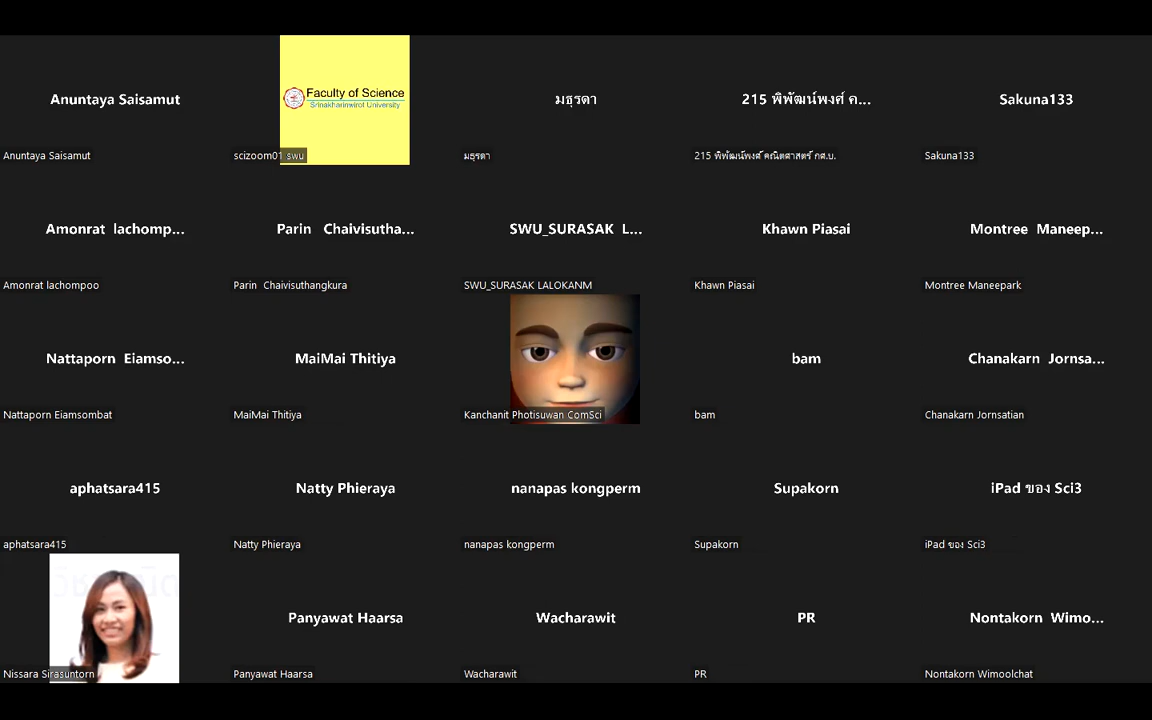 Anuntaya Saisamut
Faculty of Science
Srinakharinwirot University
มธุรดา
215 พิพัฒน์พงศ์ ค...
Sakuna133
Anuntaya Saisamut
scizoom01 swu
มธุรดา
215 พิพัฒน์พงศ์ คณิตศาสตร์ กศ.บ.
Sakuna133
Amonrat lachomp...
Parin Chaivisutha...
SWU_SURASAK L...
Khawn Piasai
Montree Maneep...
Amonrat lachompoo
Parin Chaivisuthangkura
SWU_SURASAK LALOKANM
Khawn Piasai
Montree Maneepark
Nattaporn Eiamso...
MaiMai Thitiya
bam
Chanakarn Jornsa...
Nattaporn Eiamsombat
MaiMai Thitiya
Kanchanit Photisuwan ComSci
bam
Chanakarn Jornsatian
aphatsara415
Natty Phieraya
nanapas kongperm
Supakorn
iPad ของ Sci3
aphatsara415
Natty Phieraya
nanapas kongperm
Supakorn
iPad ของ Sci3
Panyawat Haarsa
Wacharawit
PR
Nontakorn Wimo...
Nissara Sirasuntorn
Panyawat Haarsa
Wacharawit
PR
Nontakorn Wimoolchat